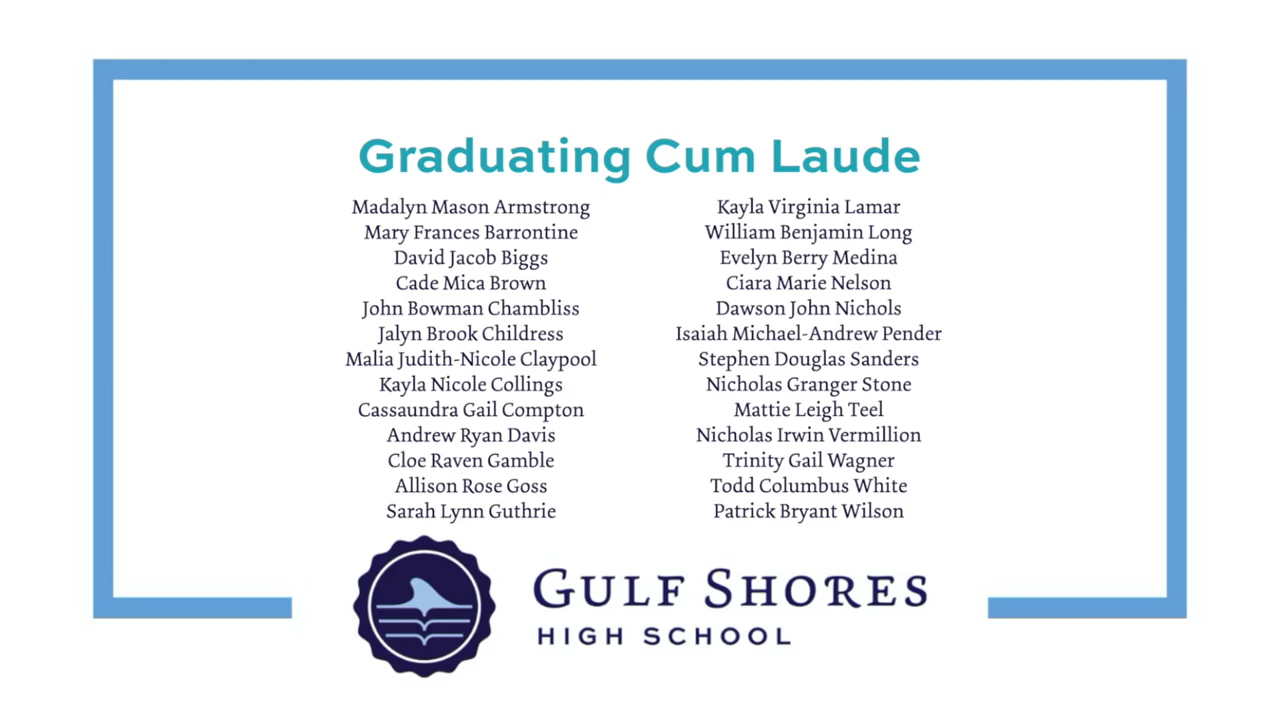 Graduating Cum Laude
Madalyn Mason Armstrong
Mary Frances Barrontine
David Jacob Biggs
Cade Mica Brown
John Bowman Chambliss
Jalyn Brook Childress
Malia Judith-Nicole Claypool
Kayla Nicole Collings
Cassaundra Gail Compton
Andrew Ryan Davis
Cloe Raven Gamble
Allison Rose Goss
Sarah Lynn Guthrie
Kayla Virginia Lamar
William Benjamin Long
Evelyn Berry Medina
Ciara Marie Nelson
Dawson John Nichols
Isaiah Michael-Andrew Pender
Stephen Douglas Sanders
Nicholas Granger Stone
Mattie Leigh Teel
Nicholas Irwin Vermillion
Trinity Gail Wagner
Todd Columbus White
Patrick Bryant Wilson
GULF SHORES
HIGH SCHOOL